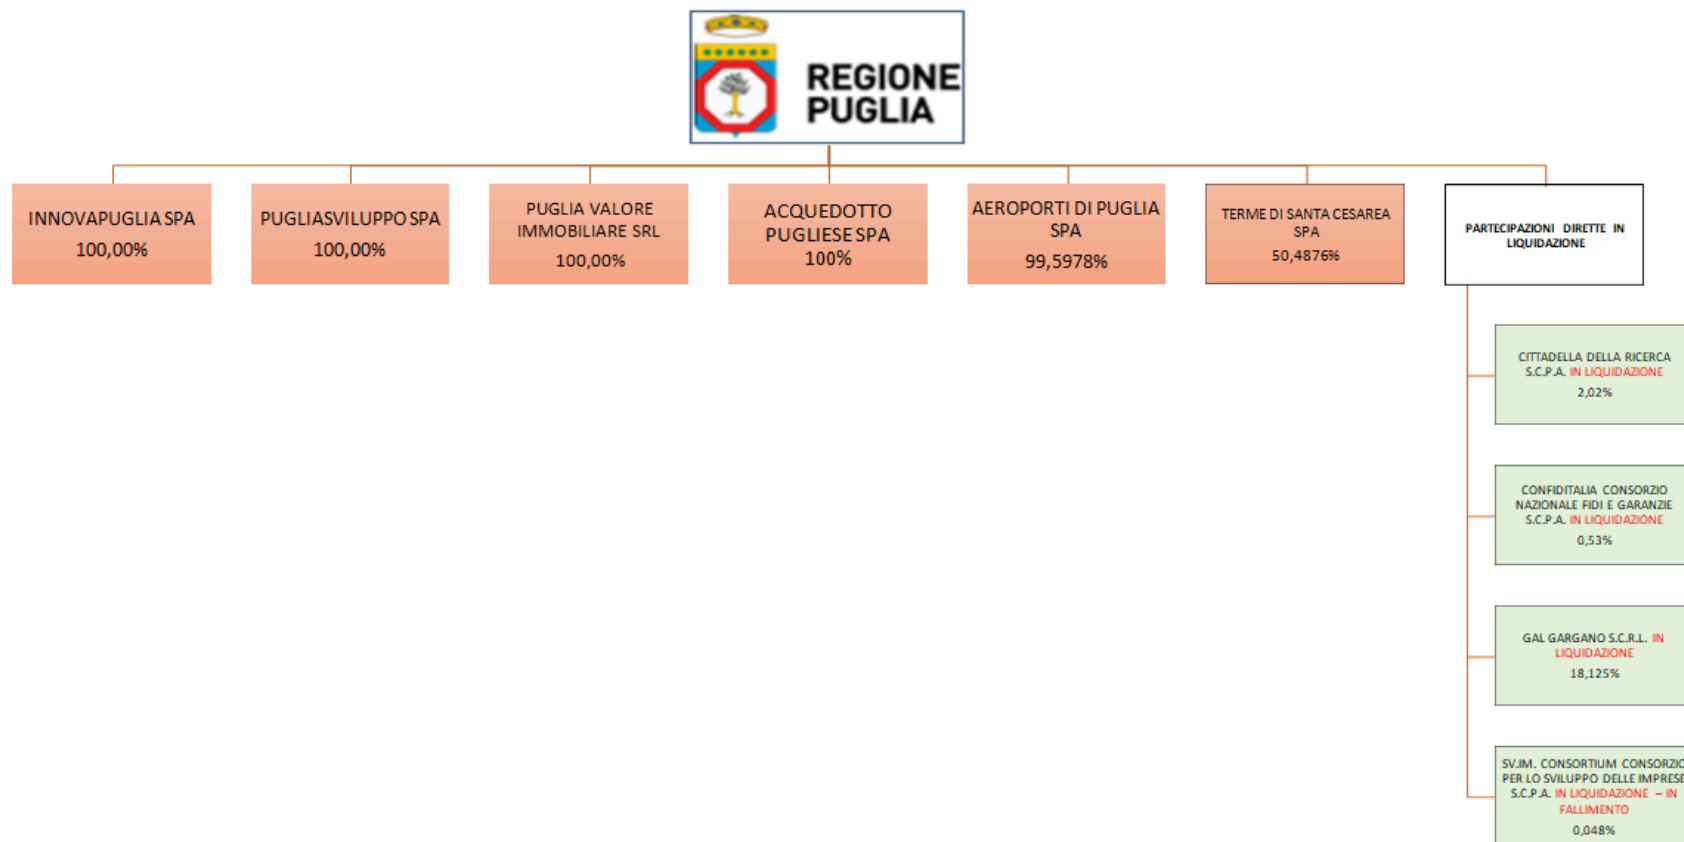 REGIONE
PUGLIA
INNOVAPUGLIA SPA
100,00%
PUGLIASVILUPPO SPA
100,00%
PUGLIA VALORE
IMMOBILIARE SRL
100,00%
ACQUEDOTTO
PUGLIESE SPA
100%
AEROPORTI DI PUGLIA
SPA
99,5978%
TERME DI SANTA CESAREA
SPA
50,4876%
PARTECIPAZIONI DIRETTE IN
LIQUIDAZIONE
CITTADELLA DELLA RICERCA
S.C.P.A. IN LIQUIDAZIONE
2,02%
CONFIDITALIA CONSORZIO
NAZIONALE FIDI E GARANZIE
S.C.P.A. IN LIQUIDAZIONE
0,53%
GAL GARGANO S.C.R.L. IN
LIQUIDAZIONE
18,125%
SV.IM. CONSORTIUM CONSORZIO
PER LO SVILUPPO DELLE IMPRESE
S.C.P.A. IN LIQUIDAZIONE – IN
FALLIMENTO
0,048%